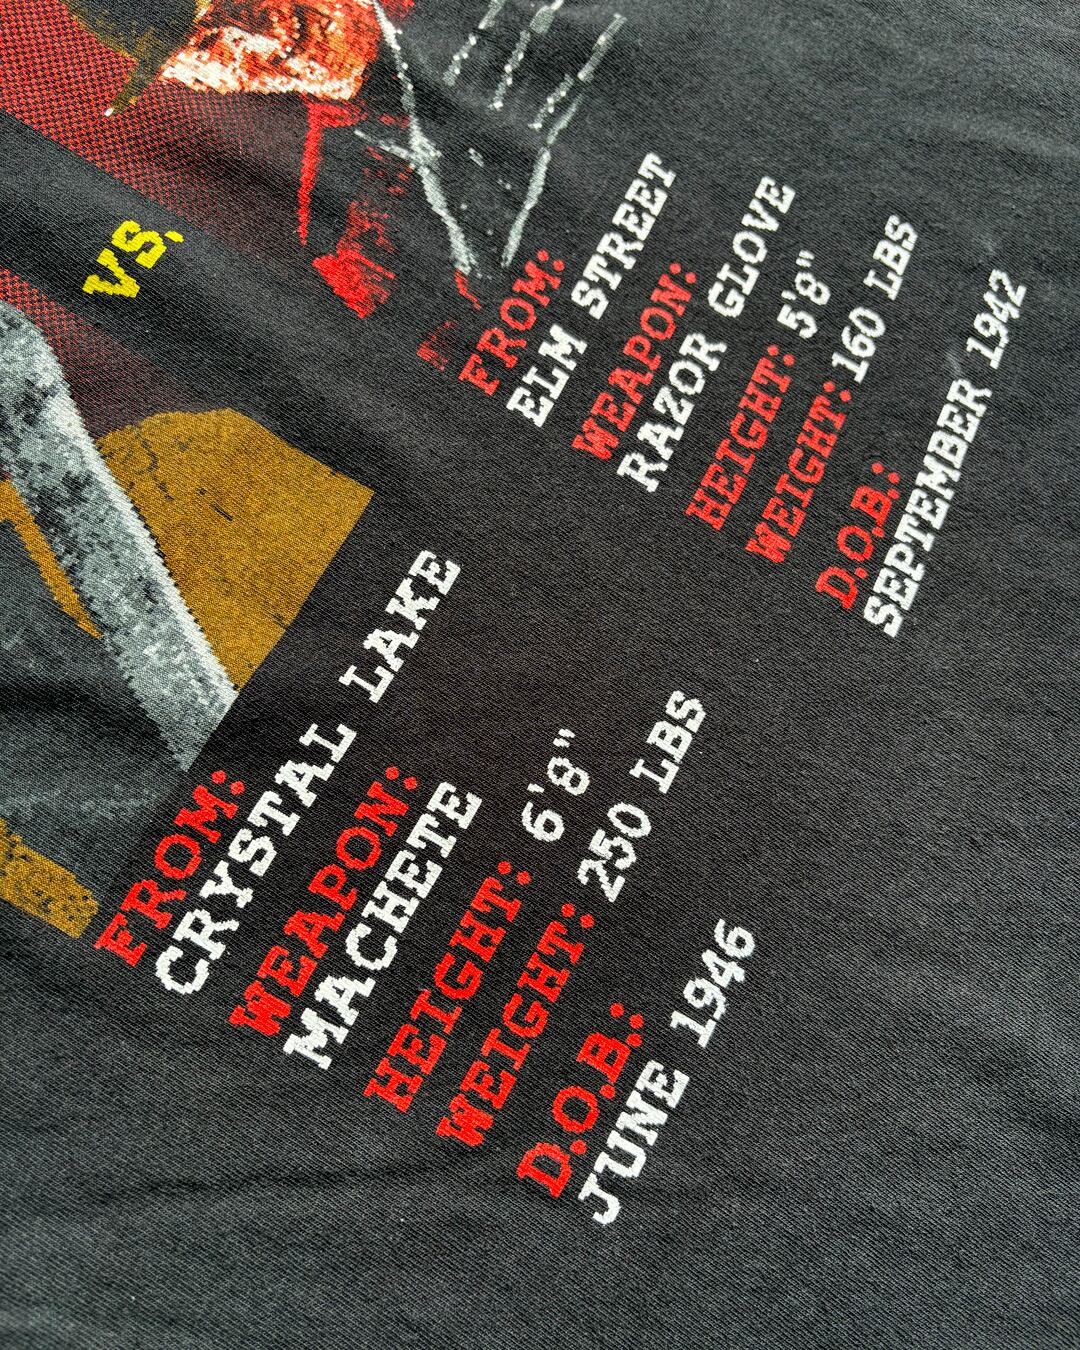 FROM:
ELM STREET
WEAPON:
RAZOR GLOVE
HEIGHT: 5'8"
WEIGHT: 160 LBS
D.O.B.:
SEPTEMBER 1942
VS.
FROM:
CRYSTAL LAKE
WEAPON:
MACHETE
HEIGHT: 6'8"
WEIGHT: 250 LBS
D.O.B.:
JUNE 1946